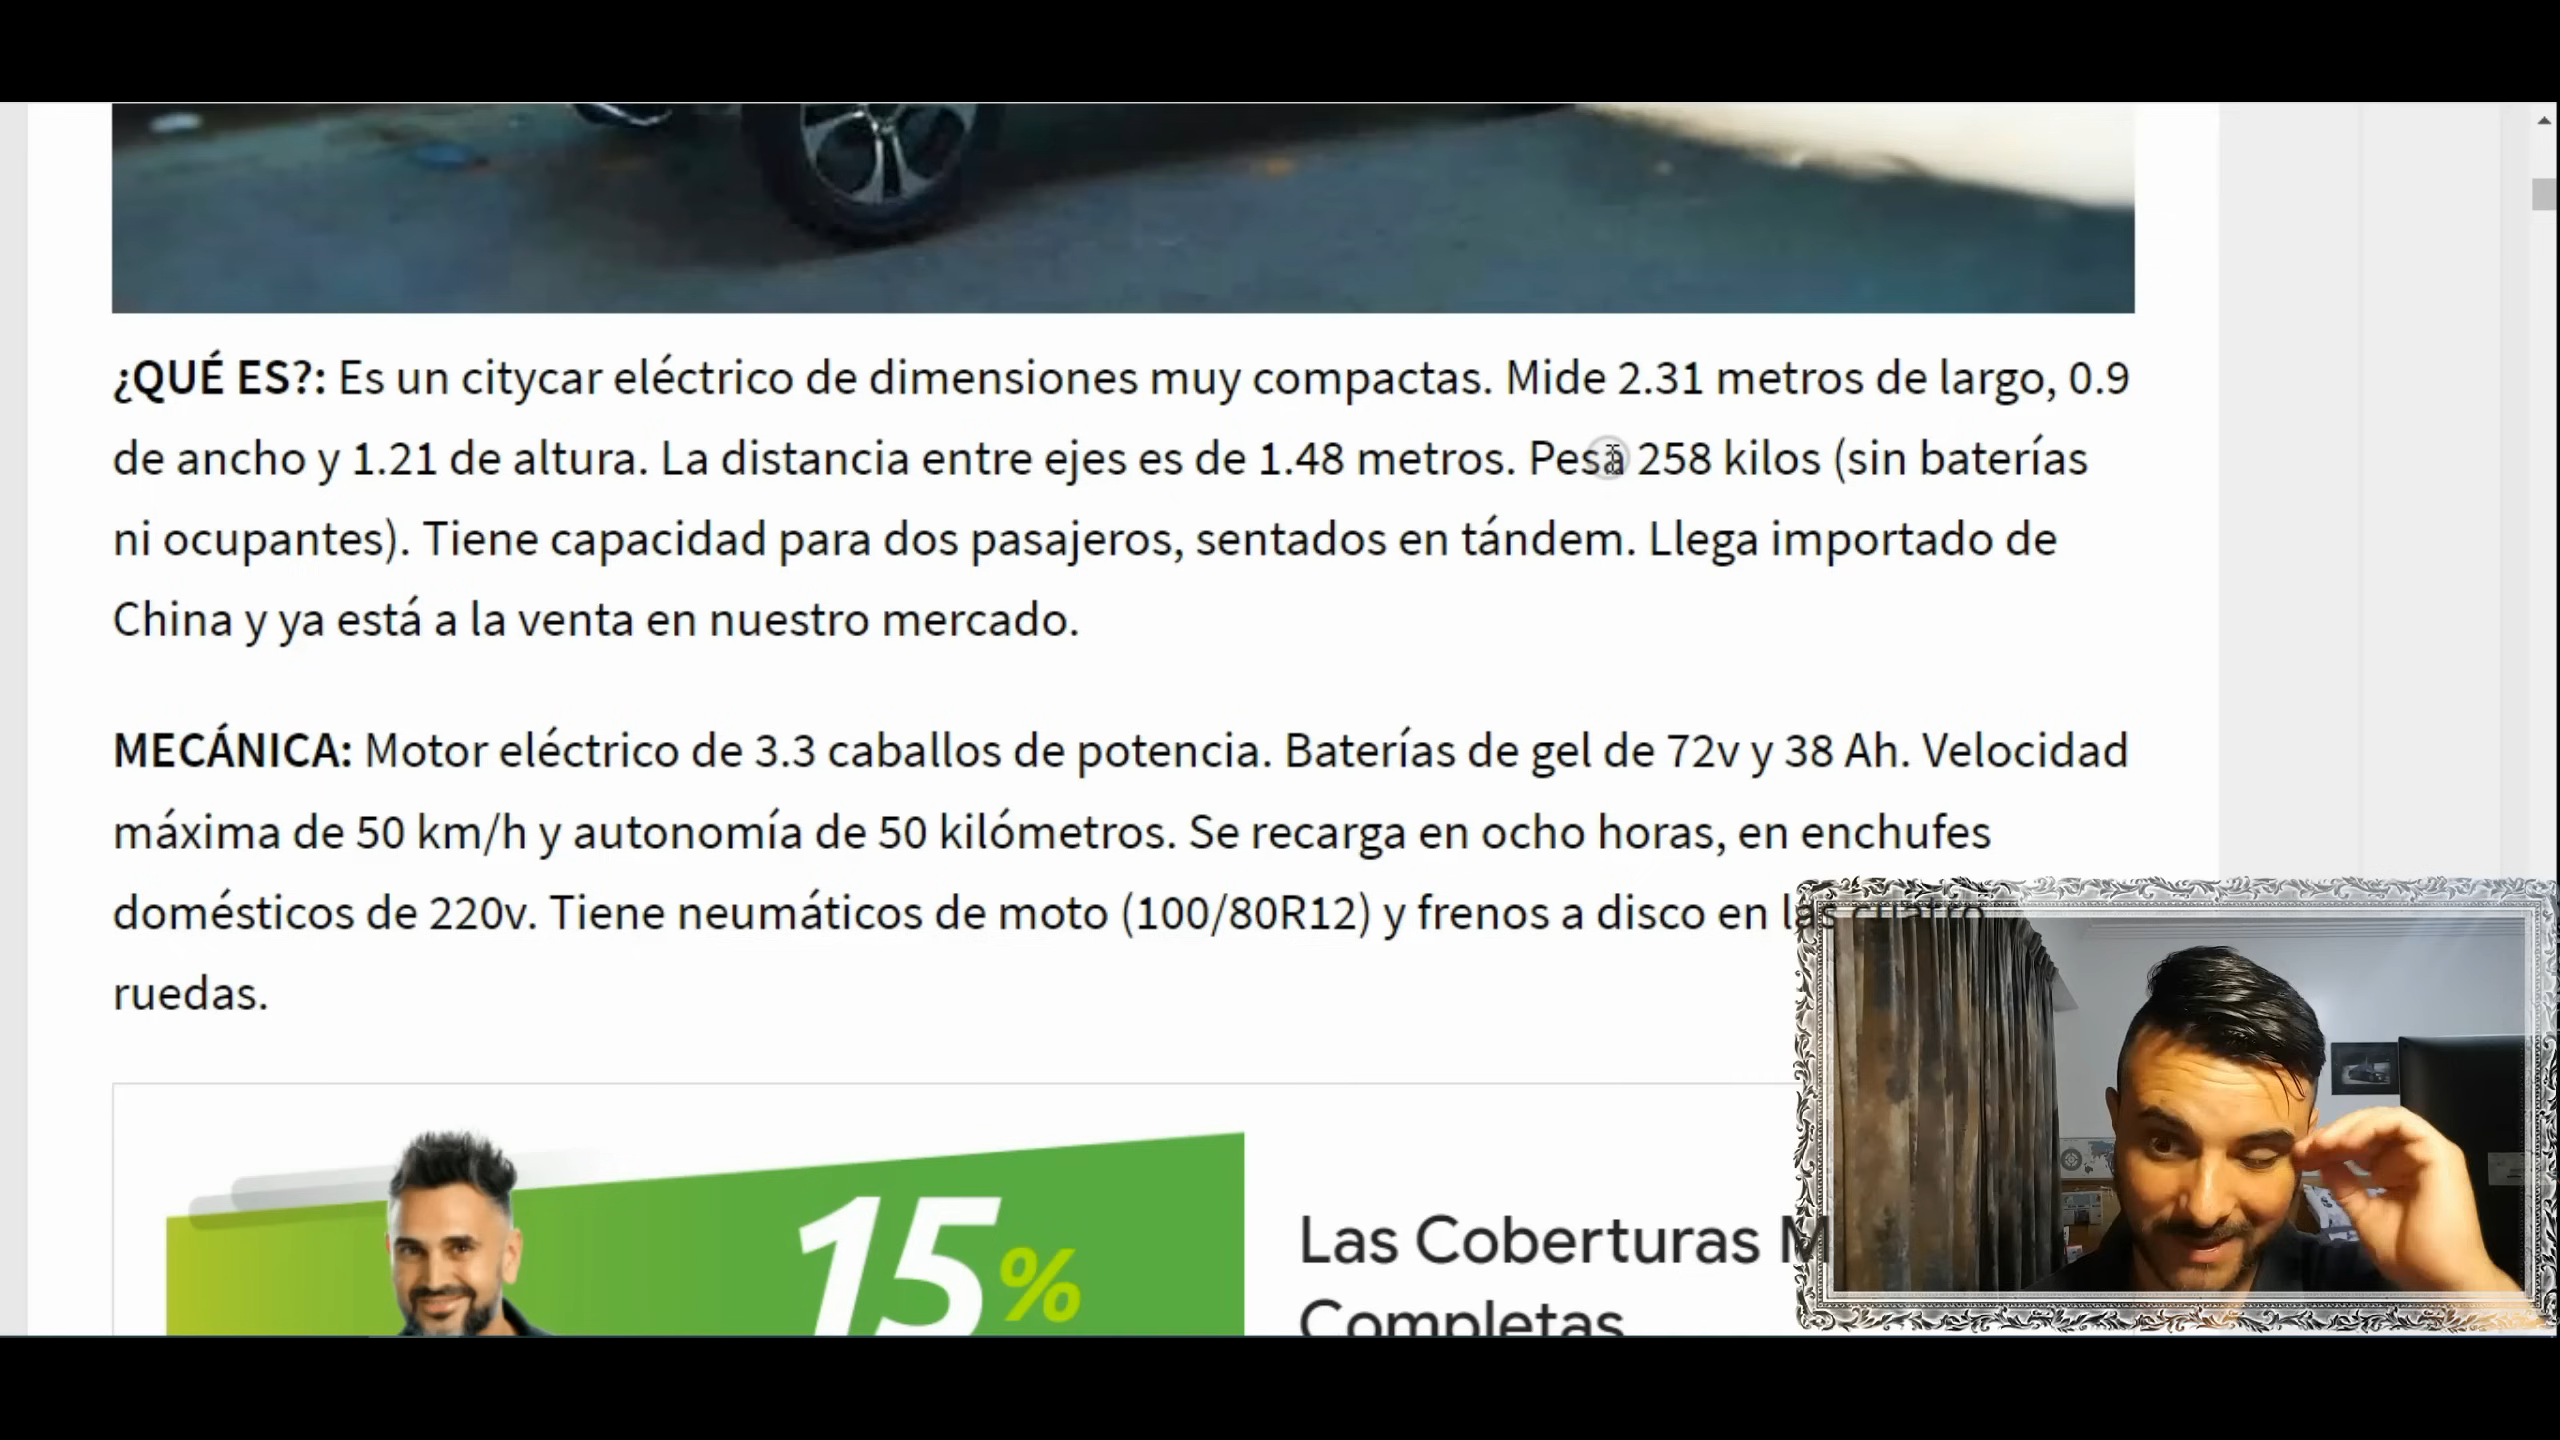 ¿QUÉ ES?: Es un citycar eléctrico de dimensiones muy compactas. Mide 2.31 metros de largo, 0.9
de ancho y 1.21 de altura. La distancia entre ejes es de 1.48 metros. Pesa 258 kilos (sin baterías
ni ocupantes). Tiene capacidad para dos pasajeros, sentados en tándem. Llega importado de
China y ya está a la venta en nuestro mercado.
MECÁNICA: Motor eléctrico de 3.3 caballos de potencia. Baterías de gel de 72v y 38 Ah. Velocidad
máxima de 50 km/h y autonomía de 50 kilómetros. Se recarga en ocho horas, en enchufes
domésticos de 220v. Tiene neumáticos de moto (100/80R12) y frenos a disco en las cuatro
ruedas.
15%
Las Coberturas
Completas